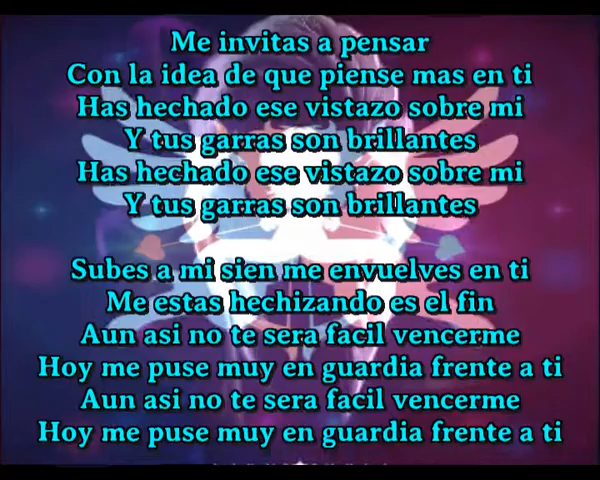 Me invitas a pensar
Con la idea de que piense mas en ti
Has hechado ese vistazo sobre mi
Y tus garras son brillantes
Has hechado ese vistazo sobre mi
Y tus garras son brillantes
Subes a mi sien me envuelves en ti
Me estas hechizando es el fin
Aun asi no te sera facil vencerme
Hoy me puse muy en guardia frente a ti
Aun asi no te sera facil vencerme
Hoy me puse muy en guardia frente a ti